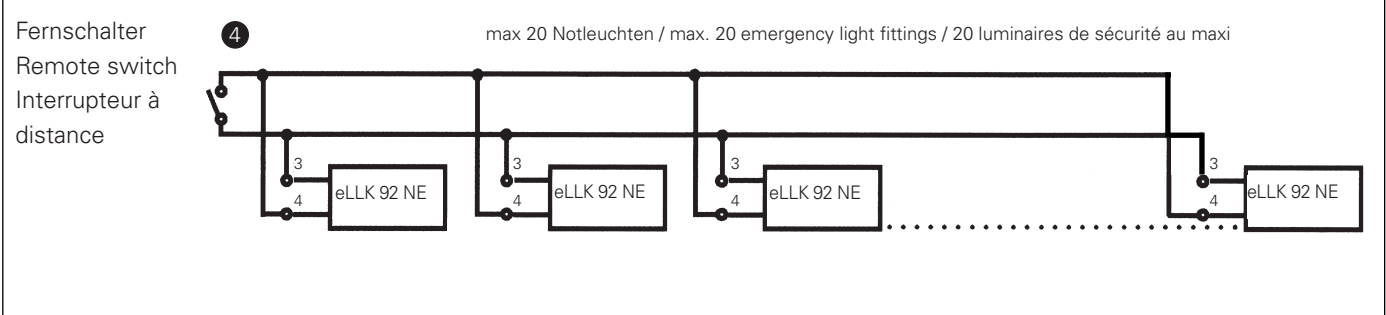 Fernschalter
Remote switch
Interrupteur à
distance
4
max 20 Notleuchten / max. 20 emergency light fittings / 20 luminaires de sécurité au maxi
3
4
eLLK 92 NE
3
4
eLLK 92 NE
3
4
eLLK 92 NE
3
4
eLLK 92 NE